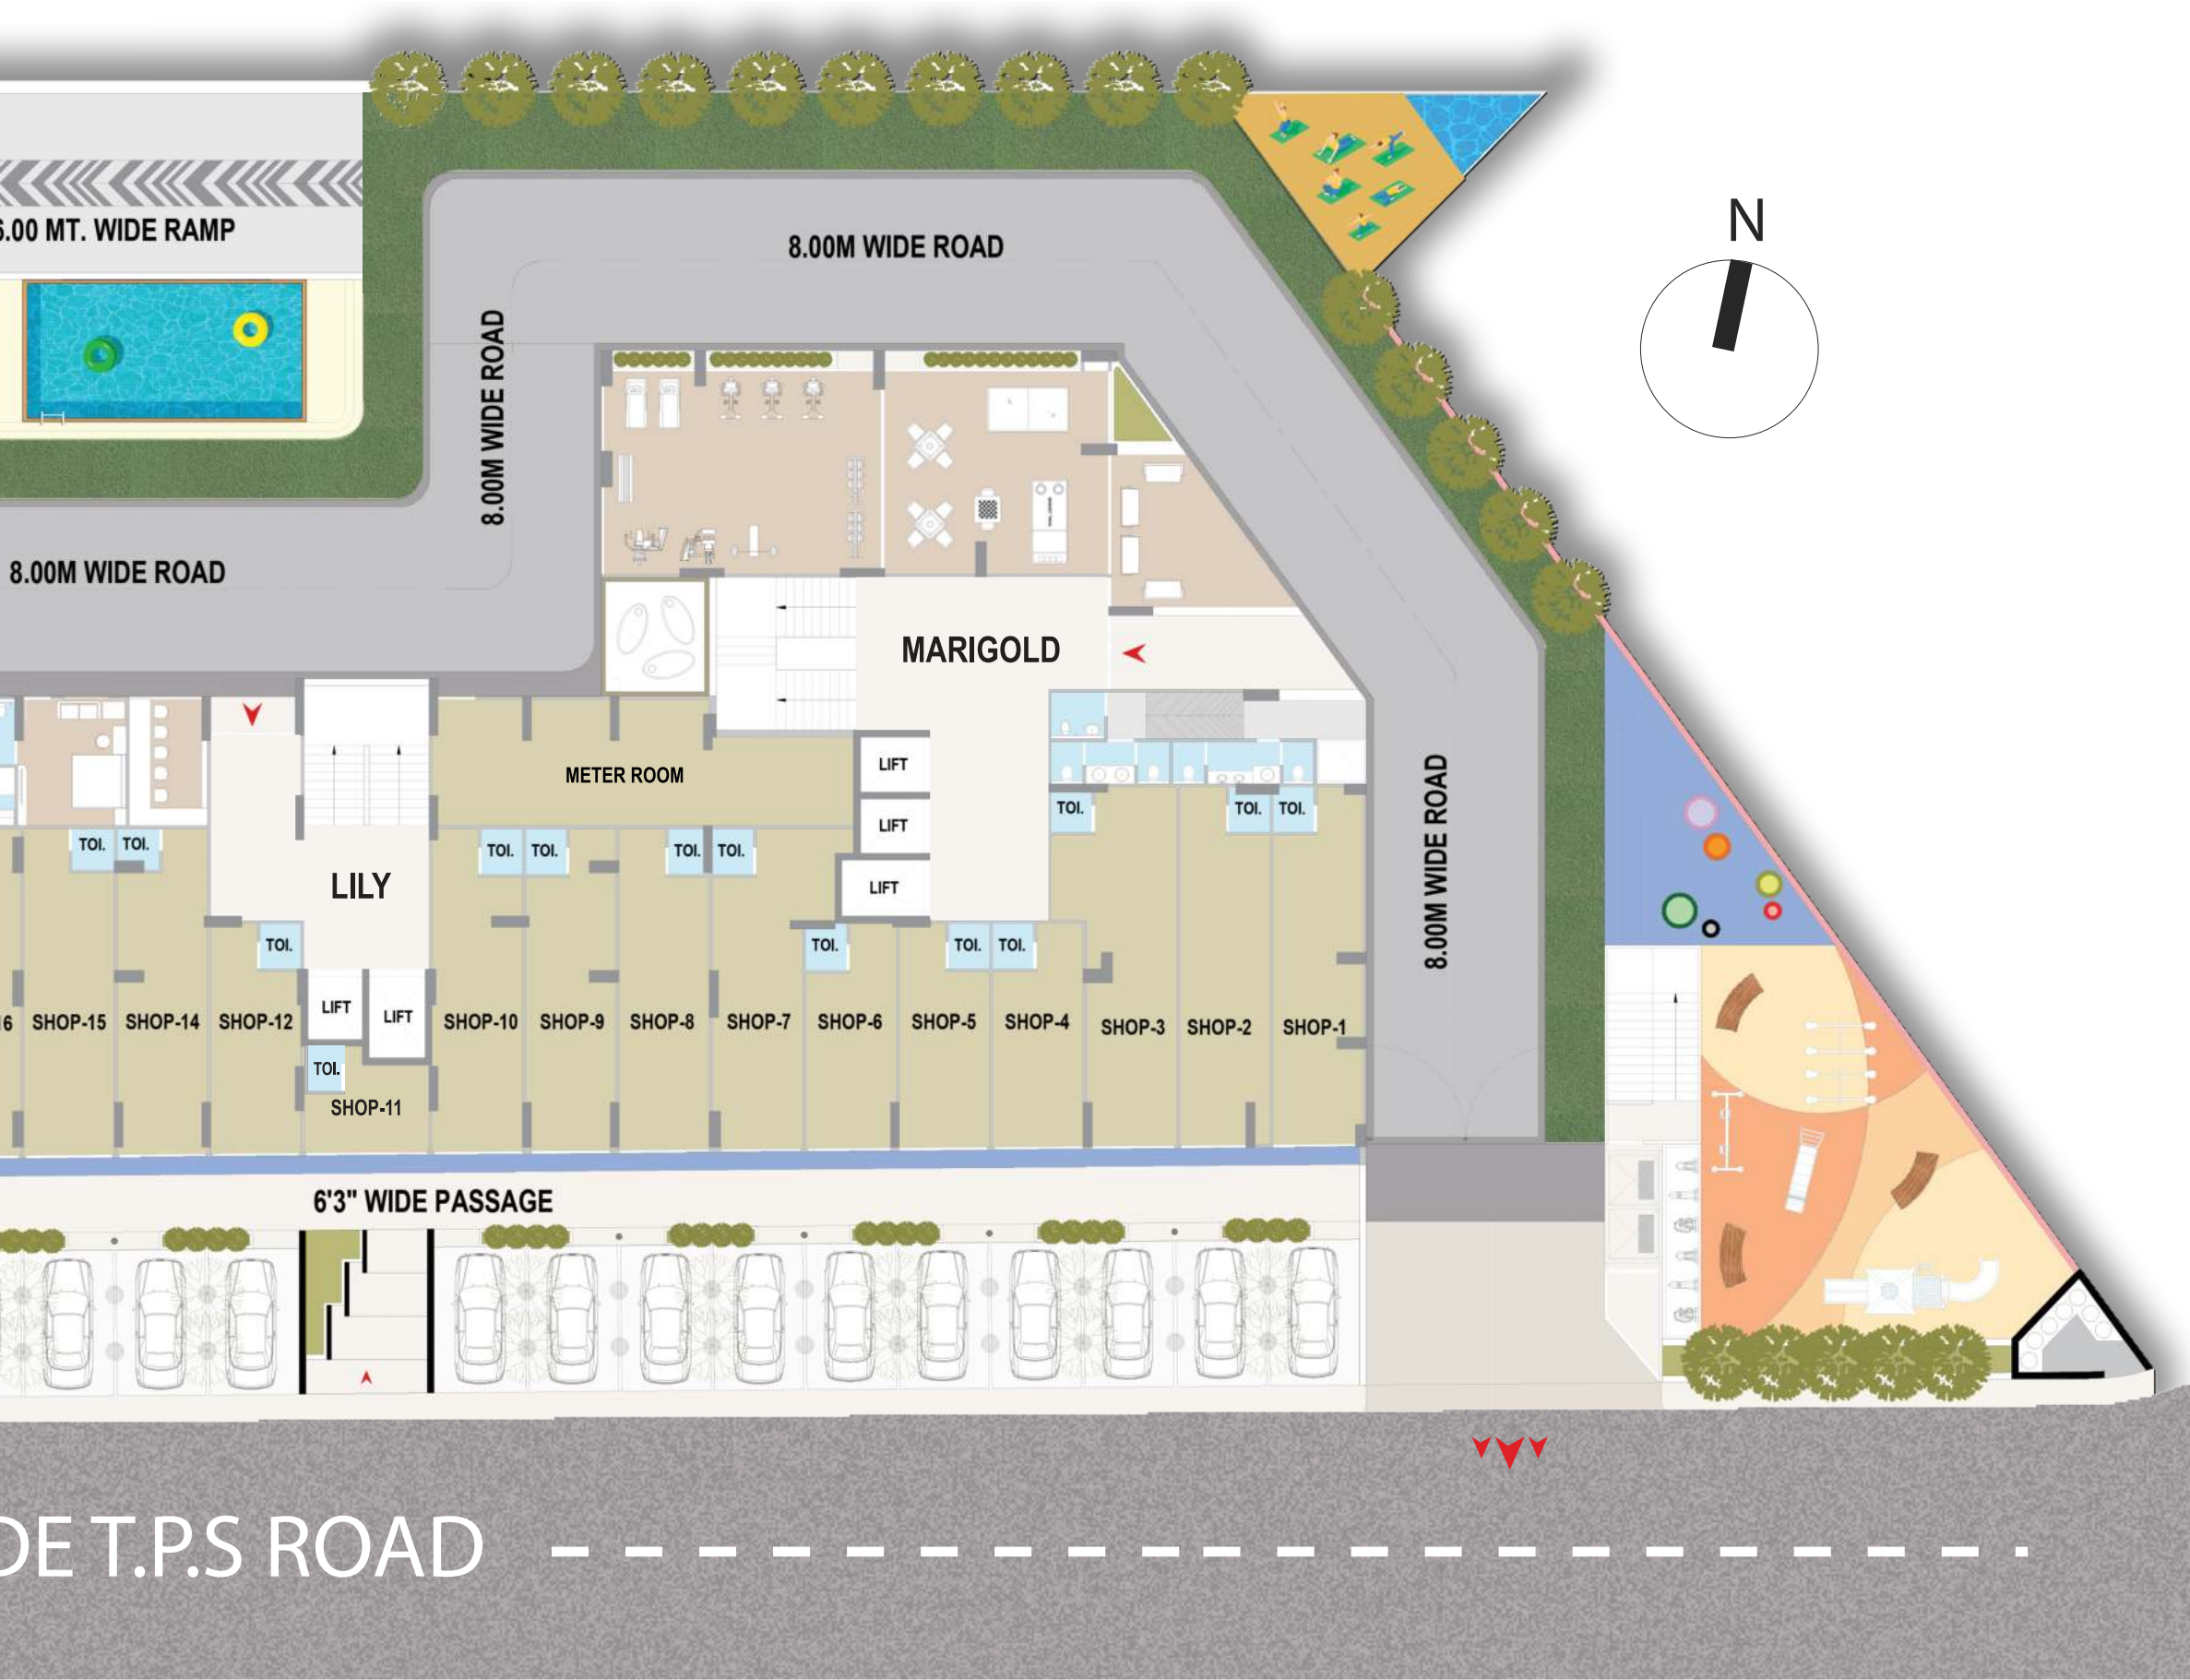 N
6.00 MT. WIDE RAMP
8.00M WIDE ROAD
8.00M WIDE ROAD
8.00M WIDE ROAD
MARIGOLD
METER ROOM
LIFT
LIFT
LIFT
TOI.
TOI.
TOI.
TOI.
TOI.
TOI.
TOI.
TOI.
TOI.
LILY
8.00M WIDE ROAD
TOI.
TOI.
TOI.
TOI.
LIFT
LIFT
16
SHOP-15
SHOP-14
SHOP-12
SHOP-10
SHOP-9
SHOP-8
SHOP-7
SHOP-6
SHOP-5
SHOP-4
SHOP-3
SHOP-2
SHOP-1
TOI.
SHOP-11
6'3" WIDE PASSAGE
DE T.P.S ROAD